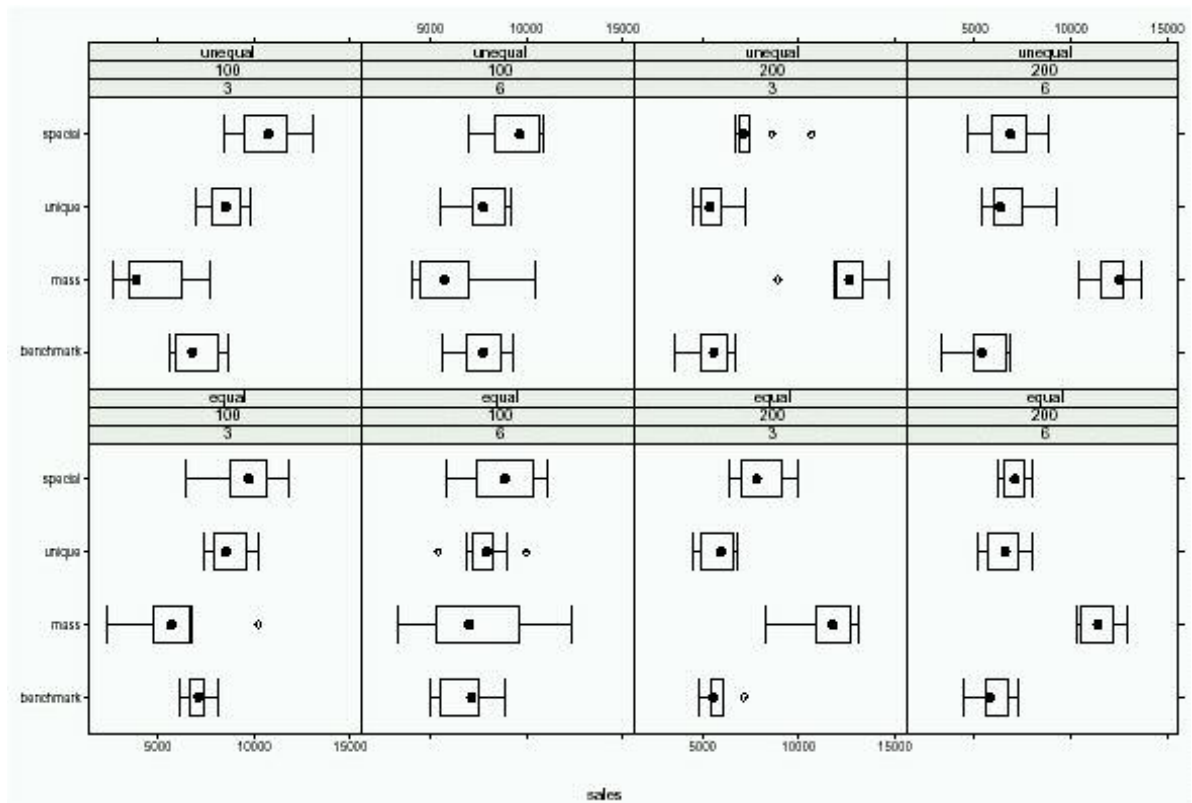 5000 10000 15000 5000 10000 15000
unequal unequal unequal unequal
100 100 200 200
3 6 3 6
special
unique
mass
benchmark
equal equal equal equal
100 100 200 200
3 6 3 6
special
unique
mass
benchmark
5000 10000 15000 5000 10000 15000
sales